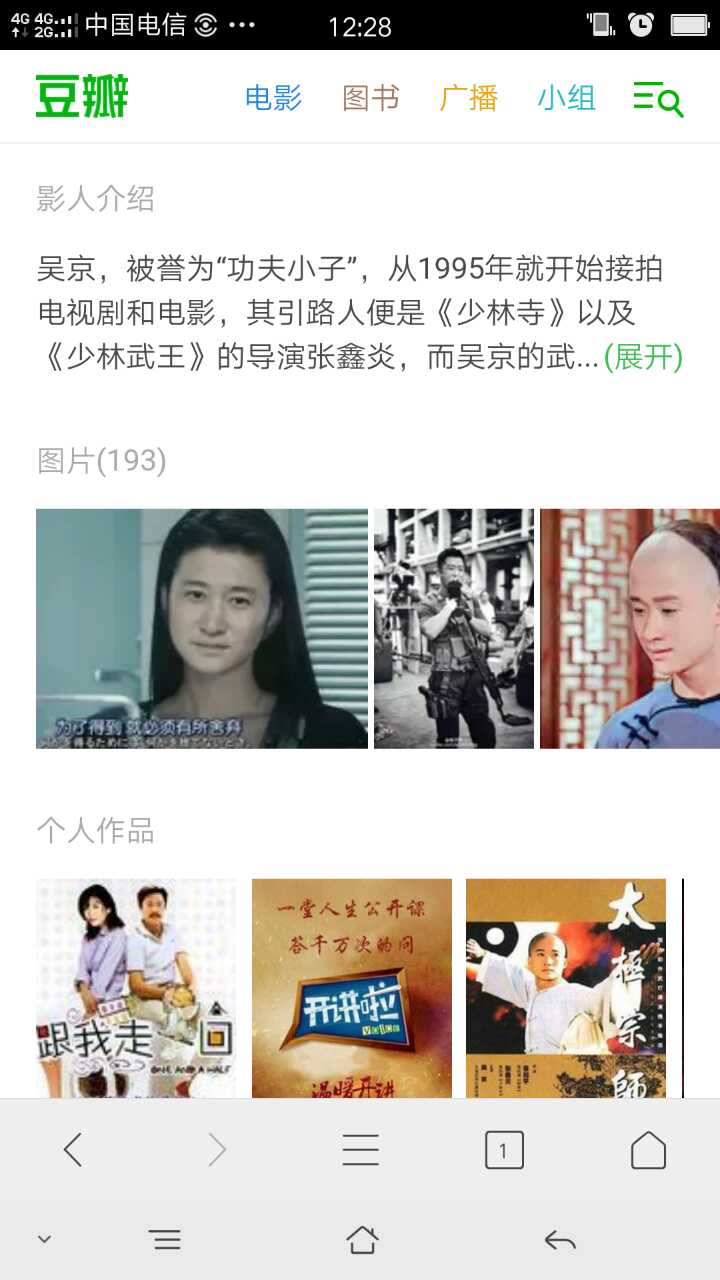 4G 4G 2G 中国电信 12:28
豆瓣 电影 图书 广播 小组
影人介绍
吴京，被誉为“功夫小子”，从1995年就开始接拍
电视剧和电影，其引路人便是《少林寺》以及
《少林武王》的导演张鑫炎，而吴京的武...(展开)
图片(193)
为了得到 就必须有所舍弃
个人作品
跟我走一回
ONE AND A HALF
一堂人生公开课
答千万次的问
开讲啦
VOICE
温暖开讲
太极宗师
1